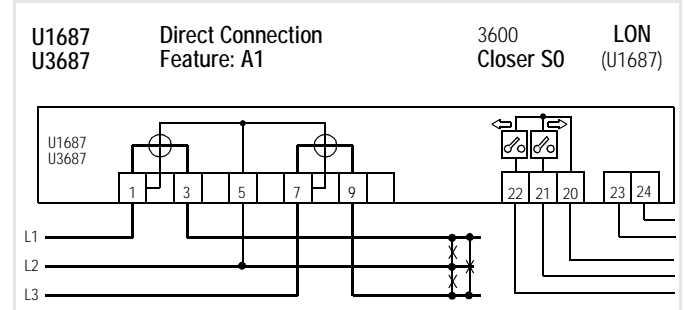 U1687 Direct Connection 3600 LON
U3687 Feature: A1 Closer S0 (U1687)
U1687
U3687
1 3 5 7 9 22 21 20 23 24
L1
L2
L3